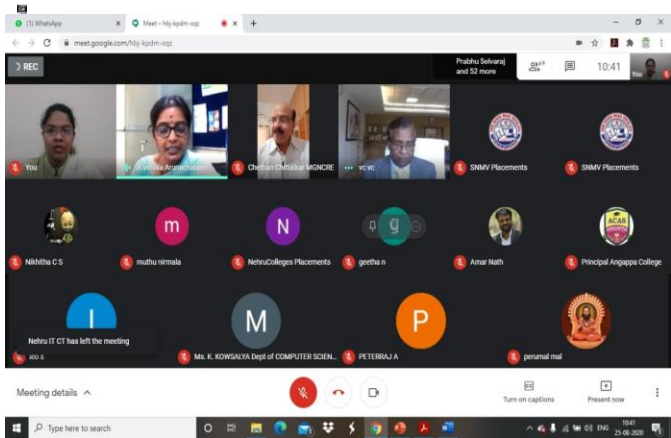 (1) WhatsApp
Meet – hbj-kpdm-xqz
meet.google.com/hbj-kpdm-xqz
REC
Prabhu Selvaraj
and 52 more
10:41
You
You
Chethan Chittalkar MGNCRE
vc vc
SNMV Placements
SNMV Placements
m
N
g
ACAS
Nikhitha C S
muthu nirmala
NehruColleges Placements
geetha n
Amar Nath
Principal Angappa College
M
P
Nehru IT CT has left the meeting
Ms. K. KOWSALYA Dept of COMPUTER SCIEN...
PETERRAJ A
perumal mal
Meeting details
Turn on captions
Present now
Type here to search
ENG
10:41
25-08-2020